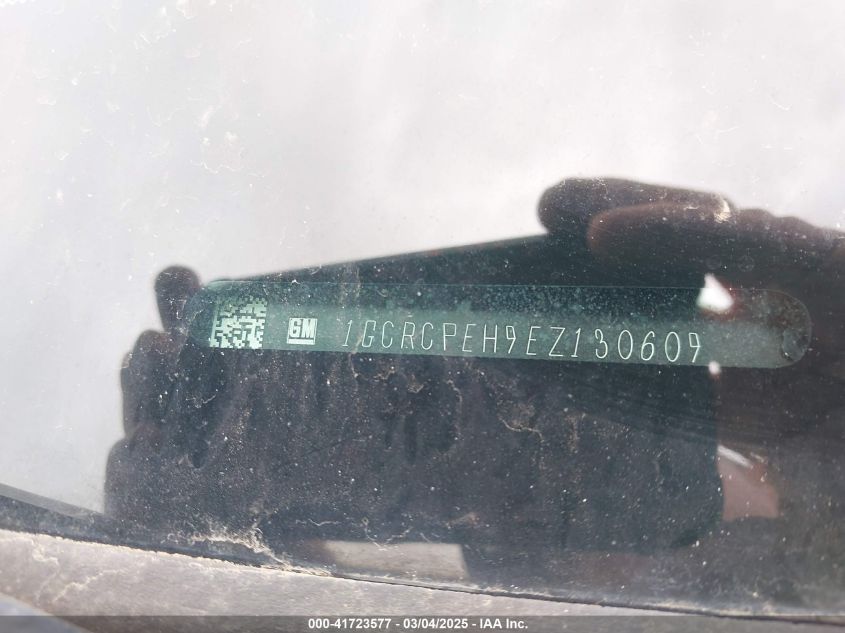 GM 1GCRCPEH9EZ130609
000-41723577 - 03/04/2025 - IAA Inc.